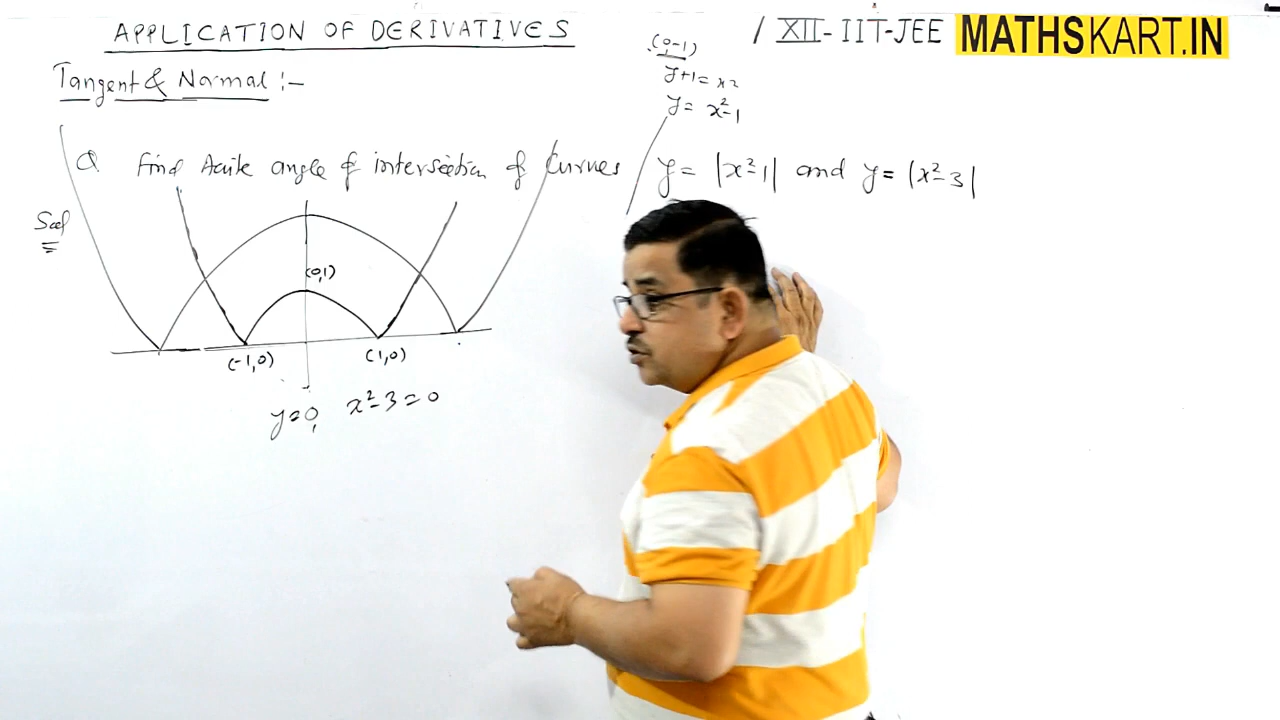 APPLICATION OF DERIVATIVES
/ XII- IIT-JEE MATHSKART.IN
Tangent & Normal :-
(0,-1)
y+1 = x²
y = x²-1
Q Find Acute angle of intersection of Curves y = |x²-1| and y = |x²-3|
Sol
(0,1)
(-1,0) (1,0)
y=0, x²-3=0